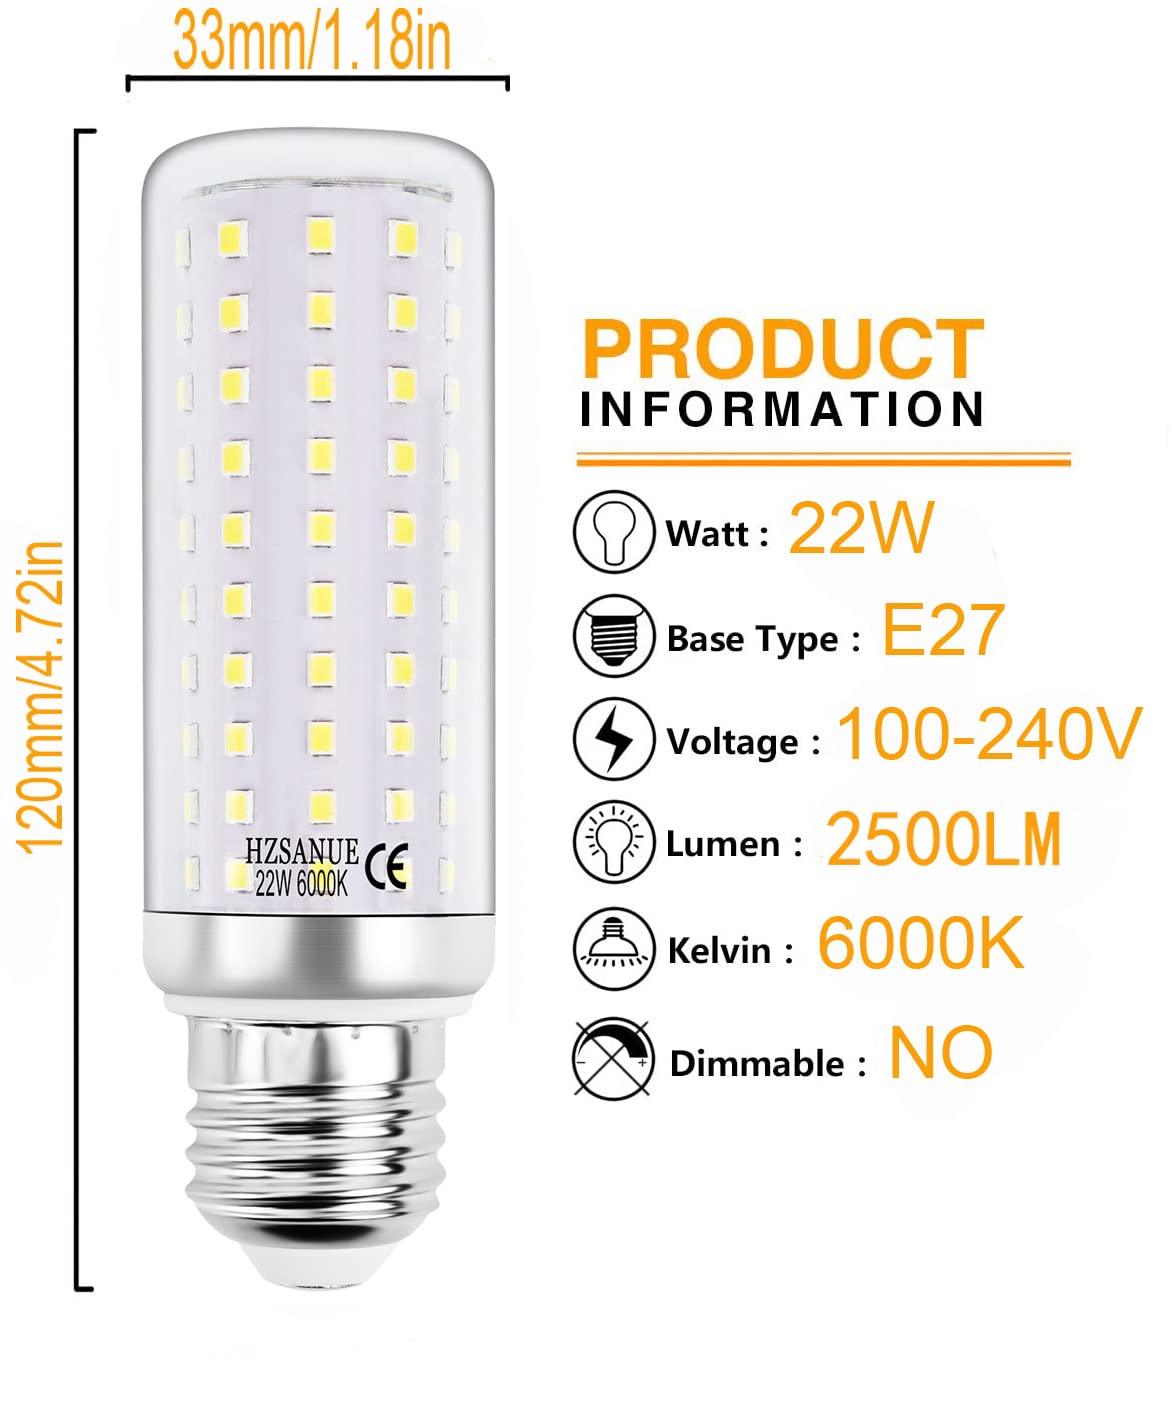 33mm/1.18in
120mm/4.72in
PRODUCT
INFORMATION
Watt : 22W
Base Type : E27
Voltage : 100-240V
Lumen : 2500LM
Kelvin : 6000K
Dimmable : NO
HZSANUE CE
22W 6000K
- +